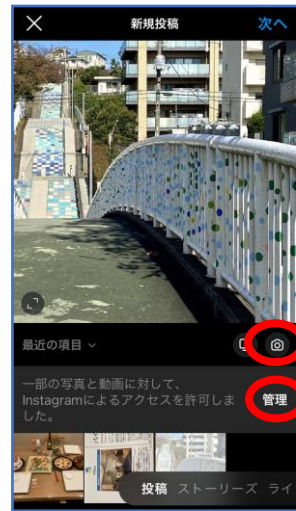 新規投稿
次へ
最近の項目
一部の写真と動画に対して、
Instagramによるアクセスを許可しま
した。
管理
投稿 ストーリーズ ライ